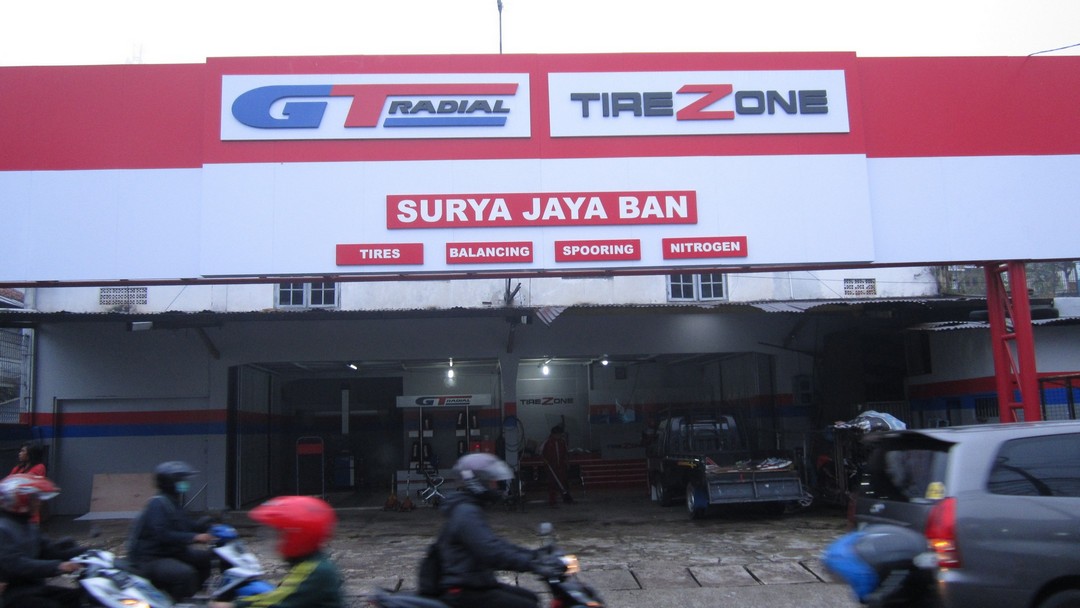 GT RADIAL
TIREZONE
SURYA JAYA BAN
TIRES
BALANCING
SPOORING
NITROGEN
GT RADIAL
TIREZONE